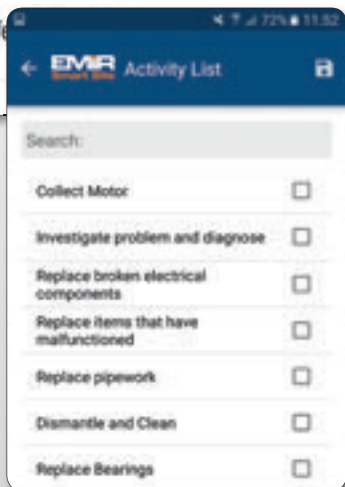 72% 11:52
EMiR
Smart Site
Activity List
Search:
Collect Motor
Investigate problem and diagnose
Replace broken electrical
components
Replace items that have
malfunctioned
Replace pipework
Dismantle and Clean
Replace Bearings